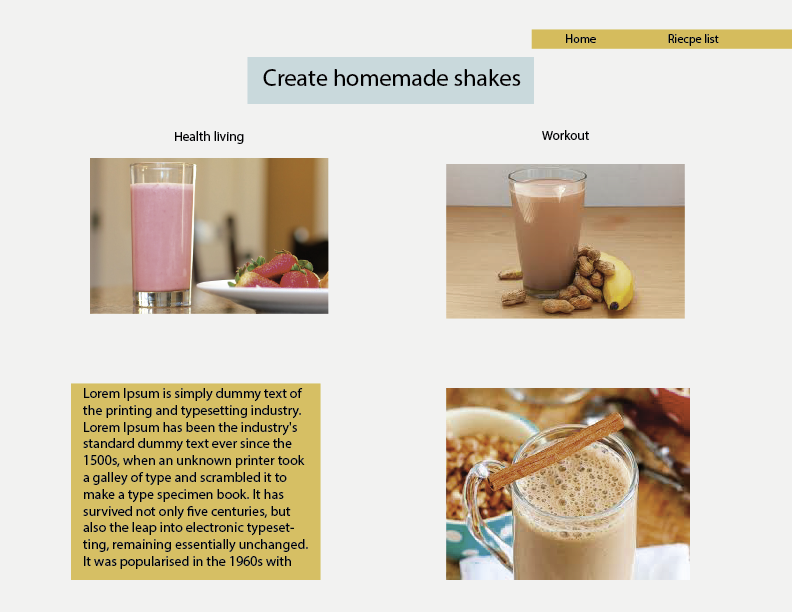 Home
Riecpe list
Create homemade shakes
Health living
Workout
Lorem Ipsum is simply dummy text of
the printing and typesetting industry.
Lorem Ipsum has been the industry's
standard dummy text ever since the
1500s, when an unknown printer took
a galley of type and scrambled it to
make a type specimen book. It has
survived not only five centuries, but
also the leap into electronic typeset-
ting, remaining essentially unchanged.
It was popularised in the 1960s with